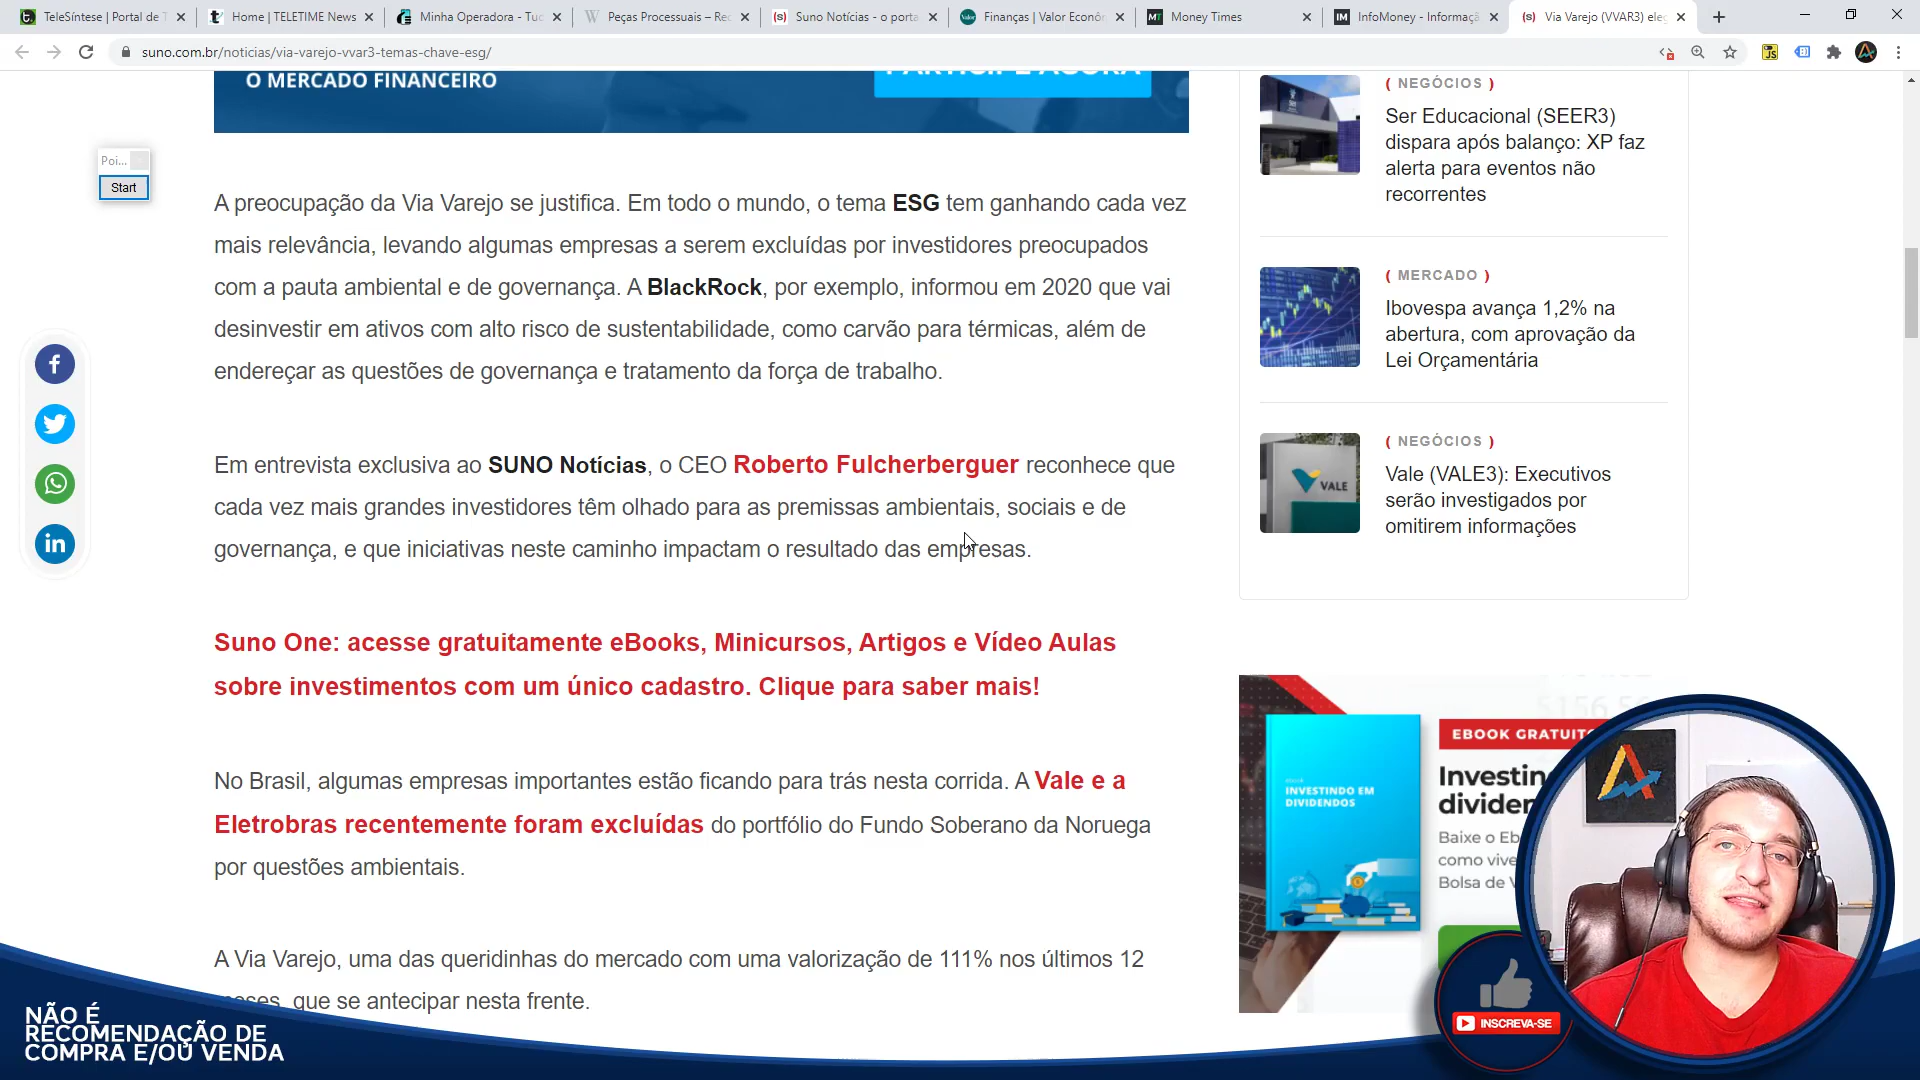 TeleSíntese | Portal de T
Home | TELETIME News
Minha Operadora - Tud
Peças Processuais – Red
Suno Notícias - o porta
Finanças | Valor Econôm
Money Times
InfoMoney - Informaçã
Via Varejo (VVAR3) eleg
suno.com.br/noticias/via-varejo-vvar3-temas-chave-esg/
O MERCADO FINANCEIRO
PARTICIPE AGORA
Poi...
Start
A preocupação da Via Varejo se justifica. Em todo o mundo, o tema ESG tem ganhando cada vez
mais relevância, levando algumas empresas a serem excluídas por investidores preocupados
com a pauta ambiental e de governança. A BlackRock, por exemplo, informou em 2020 que vai
desinvestir em ativos com alto risco de sustentabilidade, como carvão para térmicas, além de
endereçar as questões de governança e tratamento da força de trabalho.
Em entrevista exclusiva ao SUNO Notícias, o CEO Roberto Fulcherberguer reconhece que
cada vez mais grandes investidores têm olhado para as premissas ambientais, sociais e de
governança, e que iniciativas neste caminho impactam o resultado das empresas.
Suno One: acesse gratuitamente eBooks, Minicursos, Artigos e Vídeo Aulas
sobre investimentos com um único cadastro. Clique para saber mais!
No Brasil, algumas empresas importantes estão ficando para trás nesta corrida. A Vale e a
Eletrobras recentemente foram excluídas do portfólio do Fundo Soberano da Noruega
por questões ambientais.
A Via Varejo, uma das queridinhas do mercado com uma valorização de 111% nos últimos 12
meses, que se antecipar nesta frente.
( NEGÓCIOS )
Ser Educacional (SEER3)
dispara após balanço: XP faz
alerta para eventos não
recorrentes
( MERCADO )
Ibovespa avança 1,2% na
abertura, com aprovação da
Lei Orçamentária
( NEGÓCIOS )
VALE
Vale (VALE3): Executivos
serão investigados por
omitirem informações
EBOOK GRATUITO
INVESTINDO EM
DIVIDENDOS
Investin
dividen
Baixe o Eb
como vive
Bolsa de V
INSCREVA-SE
NÃO É
RECOMENDAÇÃO DE
COMPRA E/OU VENDA